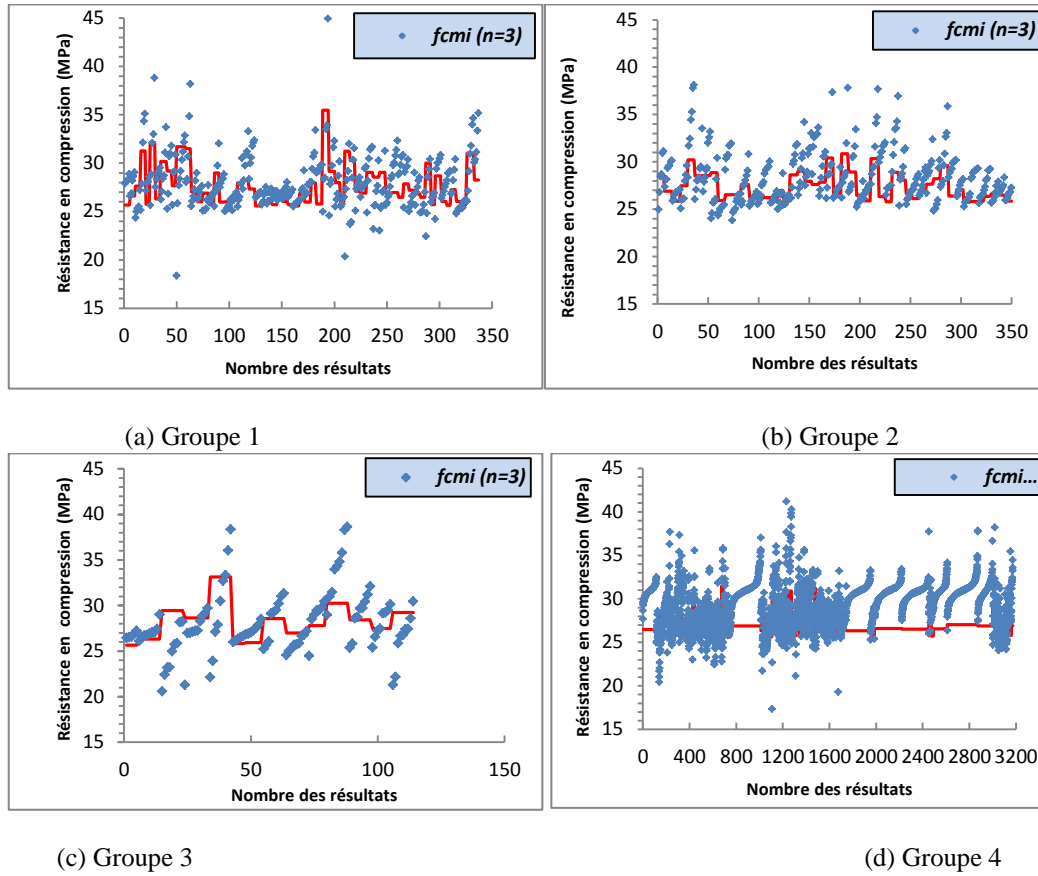 Résistance en compression (MPa)
45
40
35
30
25
20
15
fcmi (n=3)
0 50 100 150 200 250 300 350
Nombre des résultats
(a) Groupe 1
Résistance en compression (MPa)
45
40
35
30
25
20
15
fcmi (n=3)
0 50 100 150 200 250 300 350
Nombre des résultats
(b) Groupe 2
Résistance en compression (MPa)
45
40
35
30
25
20
15
fcmi (n=3)
0 50 100 150
Nombre des résultats
(c) Groupe 3
Résistance en compression (MPa)
45
40
35
30
25
20
15
fcmi...
0 400 800 1200 1600 2000 2400 2800 3200
Nombre des résultats
(d) Groupe 4